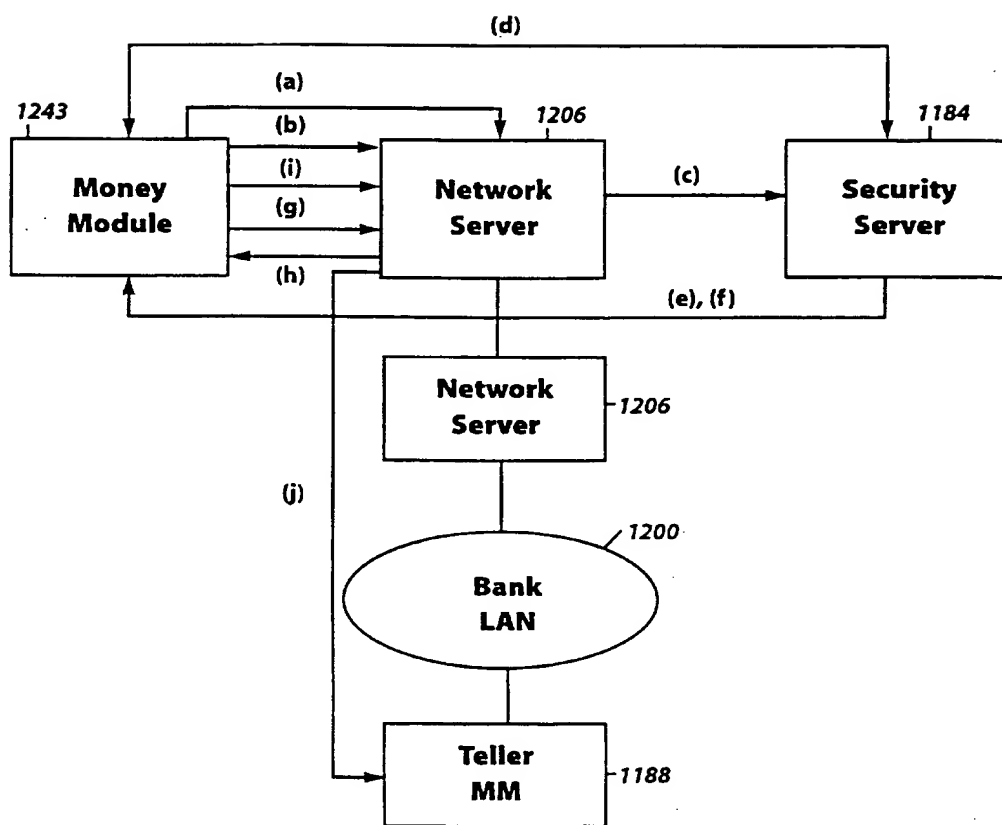 (d)
(a)
1243
1206
1184
(b)
Money
Module
(i)
(g)
(h)
Network
Server
(c)
Security
Server
(e), (f)
Network
Server
1206
(j)
1200
Bank
LAN
Teller
MM
1188